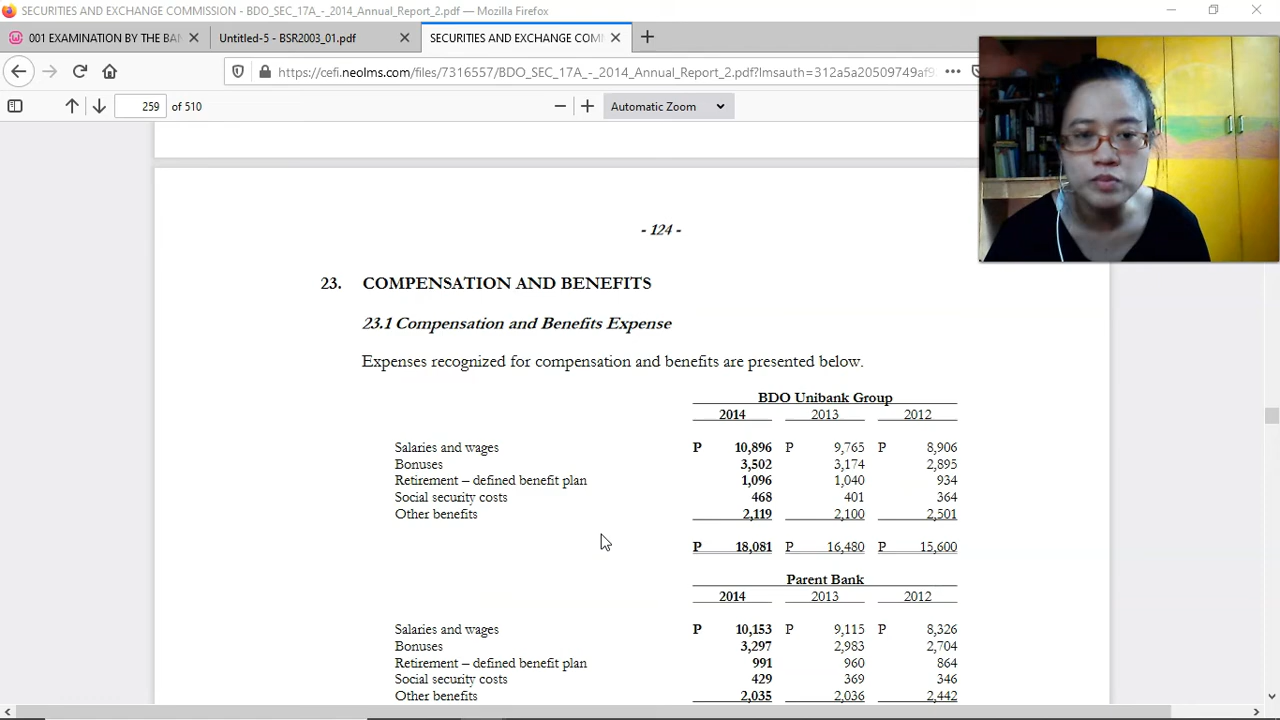 SECURITIES AND EXCHANGE COMMISSION - BDO_SEC_17A_-_2014_Annual_Report_2.pdf — Mozilla Firefox
001 EXAMINATION BY THE BAN
Untitled-5 - BSR2003_01.pdf
SECURITIES AND EXCHANGE COM
https://cefi.neolms.com/files/7316557/BDO_SEC_17A_-_2014_Annual_Report_2.pdf?lmsauth=312a5a20509749af9
259 of 510
Automatic Zoom
- 124 -
23. COMPENSATION AND BENEFITS
23.1 Compensation and Benefits Expense
Expenses recognized for compensation and benefits are presented below.
BDO Unibank Group
2014 2013 2012
Salaries and wages P 10,896 P 9,765 P 8,906
Bonuses 3,502 3,174 2,895
Retirement – defined benefit plan 1,096 1,040 934
Social security costs 468 401 364
Other benefits 2,119 2,100 2,501
P 18,081 P 16,480 P 15,600
Parent Bank
2014 2013 2012
Salaries and wages P 10,153 P 9,115 P 8,326
Bonuses 3,297 2,983 2,704
Retirement – defined benefit plan 991 960 864
Social security costs 429 369 346
Other benefits 2,035 2,036 2,442